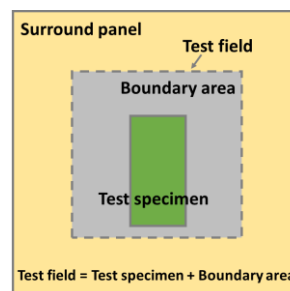 Surround panel
Test field
Boundary area
Test specimen
Test field = Test specimen + Boundary area